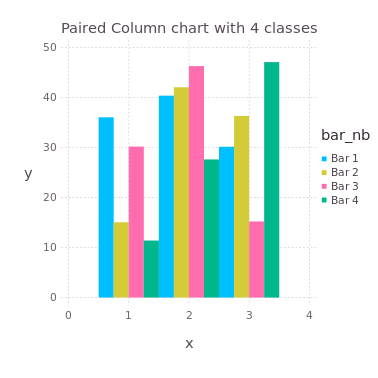 Paired Column chart with 4 classes
50
40
30
20
10
0
0 1 2 3 4
x
y
bar_nb
Bar 1
Bar 2
Bar 3
Bar 4